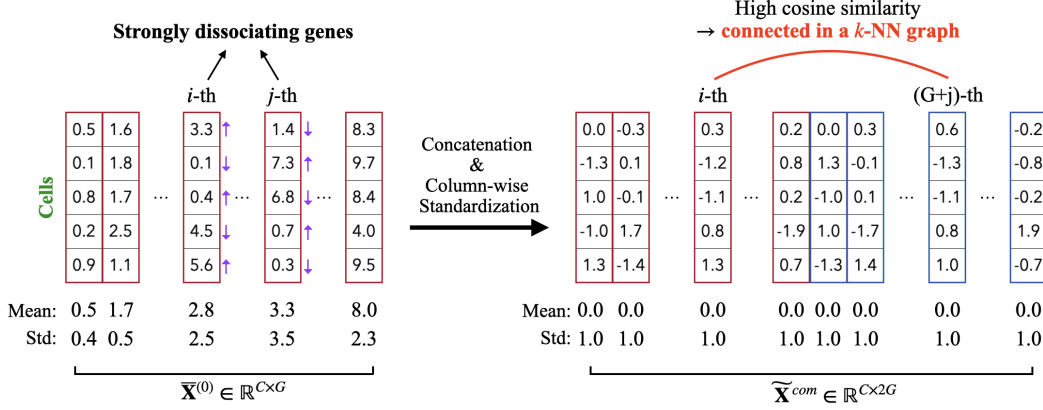 High cosine similarity
Strongly dissociating genes
→ connected in a k-NN graph
i-th j-th
i-th (G+j)-th
Cells
0.5 1.6 3.3 ↑ 1.4 ↓ 8.3
0.1 1.8 0.1 ↓ 7.3 ↑ 9.7
0.8 1.7 ... 0.4 ↑ ... 6.8 ↓ ... 8.4
0.2 2.5 4.5 ↓ 0.7 ↑ 4.0
0.9 1.1 5.6 ↑ 0.3 ↓ 9.5
Mean: 0.5 1.7 2.8 3.3 8.0
Std: 0.4 0.5 2.5 3.5 2.3
X̅⁽⁰⁾ ∈ ℝ^{C×G}
Concatenation
&
Column-wise
Standardization
0.0 -0.3 0.3 0.2 0.0 0.3 0.6 -0.2
-1.3 0.1 -1.2 0.8 1.3 -0.1 -1.3 -0.8
1.0 -0.1 ... -1.1 ... 0.2 -1.0 0.1 ... -1.1 ... -0.2
-1.0 1.7 0.8 -1.9 1.0 -1.7 0.8 1.9
1.3 -1.4 1.3 0.7 -1.3 1.4 1.0 -0.7
Mean: 0.0 0.0 0.0 0.0 0.0 0.0 0.0 0.0
Std: 1.0 1.0 1.0 1.0 1.0 1.0 1.0 1.0
X̃^{com} ∈ ℝ^{C×2G}